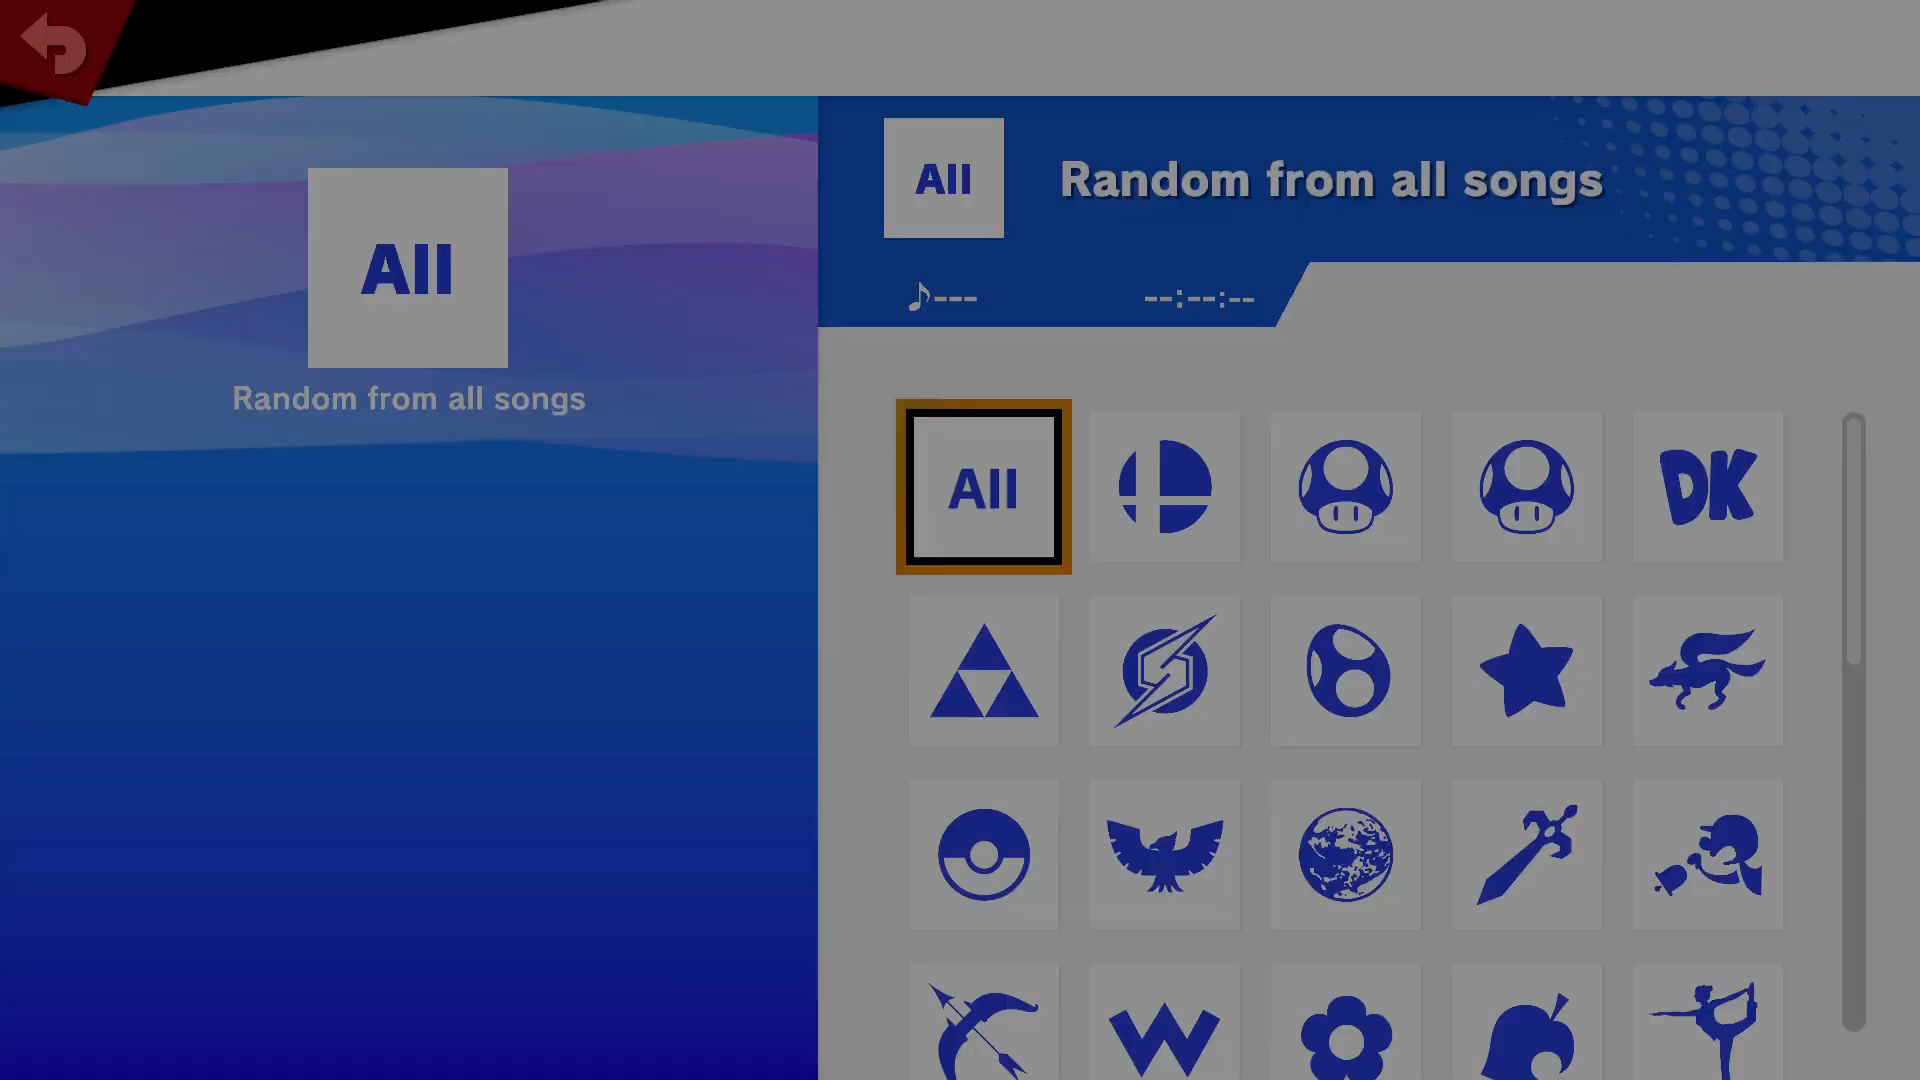 All
Random from all songs
All
Random from all songs
♪---
--:--:--
All
DK